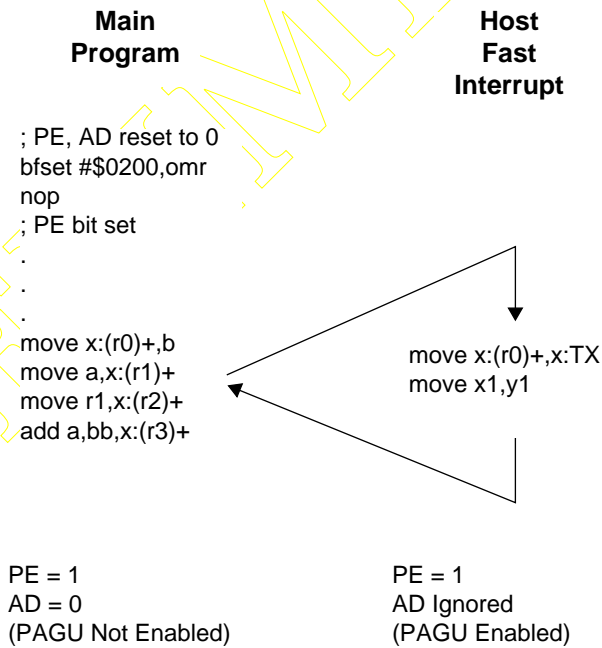 Main
Program
Host
Fast
Interrupt
; PE, AD reset to 0
bfset #$0200,omr
nop
; PE bit set
.
.
.
move x:(r0)+,b
move a,x:(r1)+
move r1,x:(r2)+
add a,bb,x:(r3)+
move x:(r0)+,x:TX
move x1,y1
PE = 1
AD = 0
(PAGU Not Enabled)
PE = 1
AD Ignored
(PAGU Enabled)